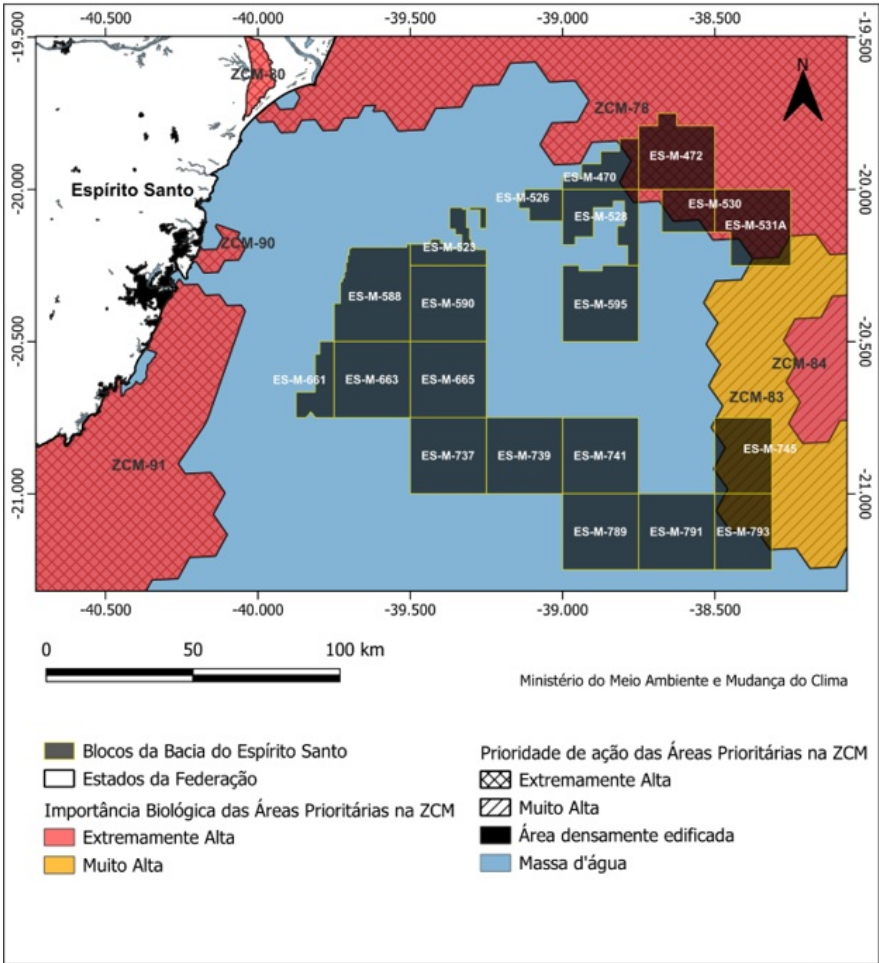 -40.500 -40.000 -39.500 -39.000 -38.500
-19.500 -19.500
N
ZCM-80
ZCM-78
ES-M-472
ES-M-470
-20.000 Espírito Santo -20.000
ES-M-526
ES-M-530
ES-M-528
ES-M-531A
ZCM-90
ES-M-523
ES-M-588 ES-M-590 ES-M-595
-20.500 -20.500
ZCM-84
ES-M-661 ES-M-663 ES-M-665
ZCM-83
ES-M-745
ZCM-91 ES-M-737 ES-M-739 ES-M-741
-21.000 -21.000
ES-M-789 ES-M-791 ES-M-793
-40.500 -40.000 -39.500 -39.000 -38.500
0 50 100 km
Ministério do Meio Ambiente e Mudança do Clima
Blocos da Bacia do Espírito Santo
Estados da Federação
Importância Biológica das Áreas Prioritárias na ZCM
Extremamente Alta
Muito Alta
Prioridade de ação das Áreas Prioritárias na ZCM
Extremamente Alta
Muito Alta
Área densamente edificada
Massa d'água